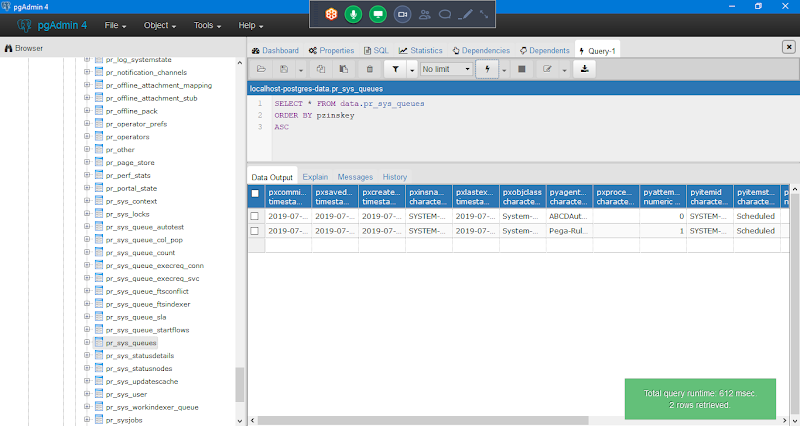 pgAdmin 4
pgAdmin 4 File Object Tools Help
Browser
pr_log_systemstate
pr_notification_channels
pr_offline_attachment_mapping
pr_offline_attachment_stub
pr_offline_pack
pr_operator_prefs
pr_operators
pr_other
pr_page_store
pr_perf_stats
pr_portal_state
pr_sys_context
pr_sys_locks
pr_sys_queue_autotest
pr_sys_queue_col_pop
pr_sys_queue_count
pr_sys_queue_execreq_conn
pr_sys_queue_execreq_svc
pr_sys_queue_ftsconflict
pr_sys_queue_ftsindexer
pr_sys_queue_sla
pr_sys_queue_startflows
pr_sys_queues
pr_sys_statusdetails
pr_sys_statusnodes
pr_sys_updatescache
pr_sys_user
pr_sys_workindexer_queue
pr_sysjobs
Dashboard Properties SQL Statistics Dependencies Dependents Query-1
No limit
localhost-postgres-data.pr_sys_queues
1 SELECT * FROM data.pr_sys_queues
2 ORDER BY pzinskey
3 ASC
Data Output Explain Messages History
pxcommi... pxsaved... pxcreate... pxinsna... pxlastex... pxobjclass pyagent... pxproce... pyattem... pyitemid pyitemst... p
timesta... timesta... timesta... characte... timesta... characte... characte... characte... numeric ... characte... characte... n
2019-07-... 2019-07-... 2019-07-... SYSTEM-... 2019-07-... System-... ABCDAut... 0 SYSTEM-... Scheduled
2019-07-... 2019-07-... 2019-07-... SYSTEM-... 2019-07-... System-... Pega-Rul... 1 SYSTEM-... Scheduled
Total query runtime: 612 msec.
2 rows retrieved.